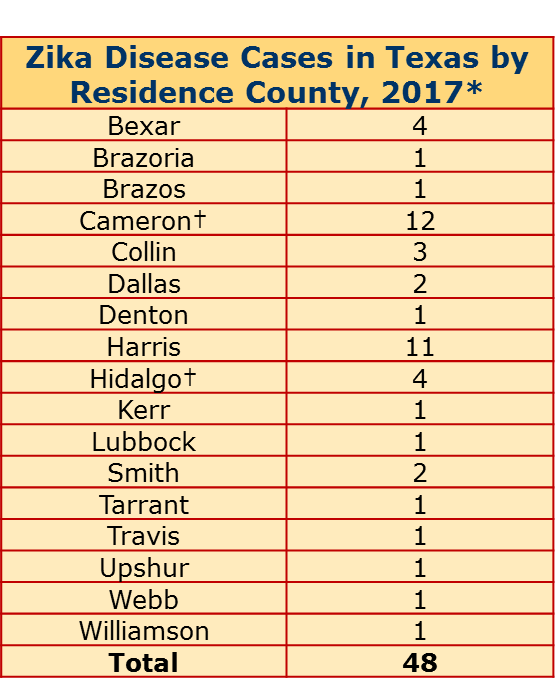 Zika Disease Cases in Texas by
Residence County, 2017*
Bexar 4
Brazoria 1
Brazos 1
Cameron† 12
Collin 3
Dallas 2
Denton 1
Harris 11
Hidalgo† 4
Kerr 1
Lubbock 1
Smith 2
Tarrant 1
Travis 1
Upshur 1
Webb 1
Williamson 1
Total 48